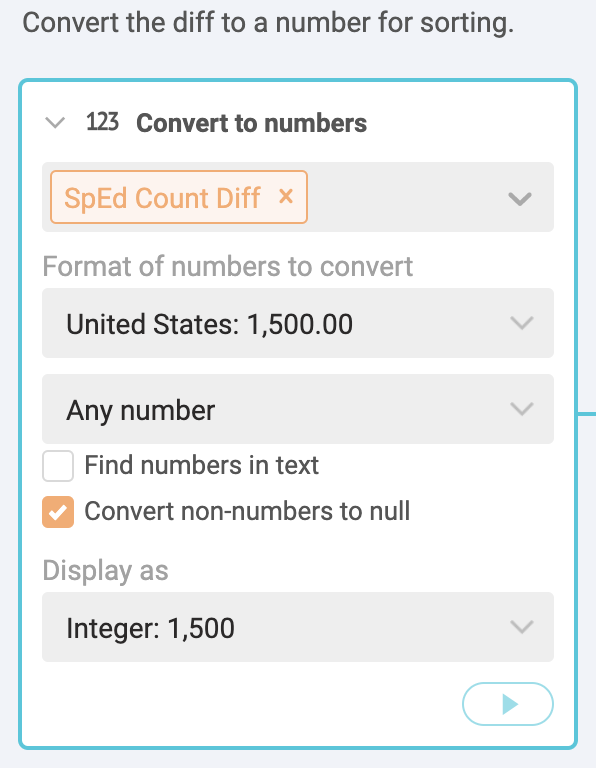 Convert the diff to a number for sorting.
123 Convert to numbers
SpEd Count Diff ×
Format of numbers to convert
United States: 1,500.00
Any number
Find numbers in text
Convert non-numbers to null
Display as
Integer: 1,500